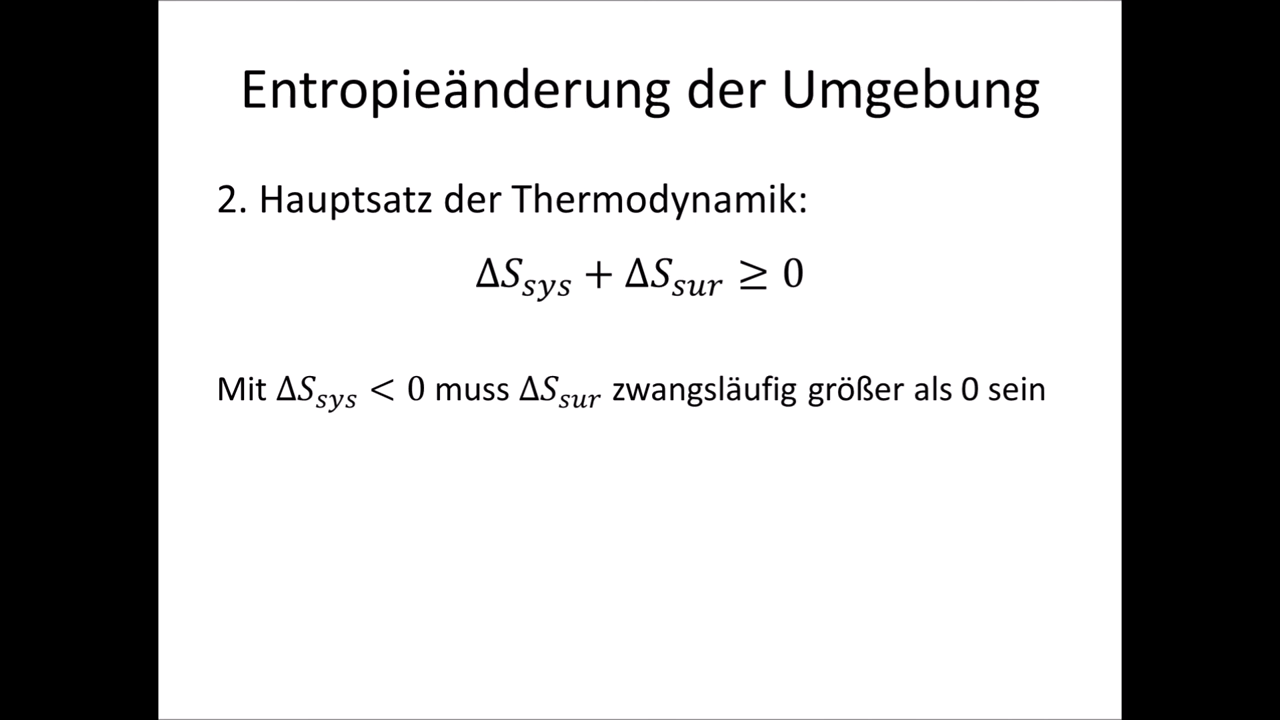 Entropieänderung der Umgebung
2. Hauptsatz der Thermodynamik:
ΔS_sys + ΔS_sur ≥ 0
Mit ΔS_sys < 0 muss ΔS_sur zwangsläufig größer als 0 sein